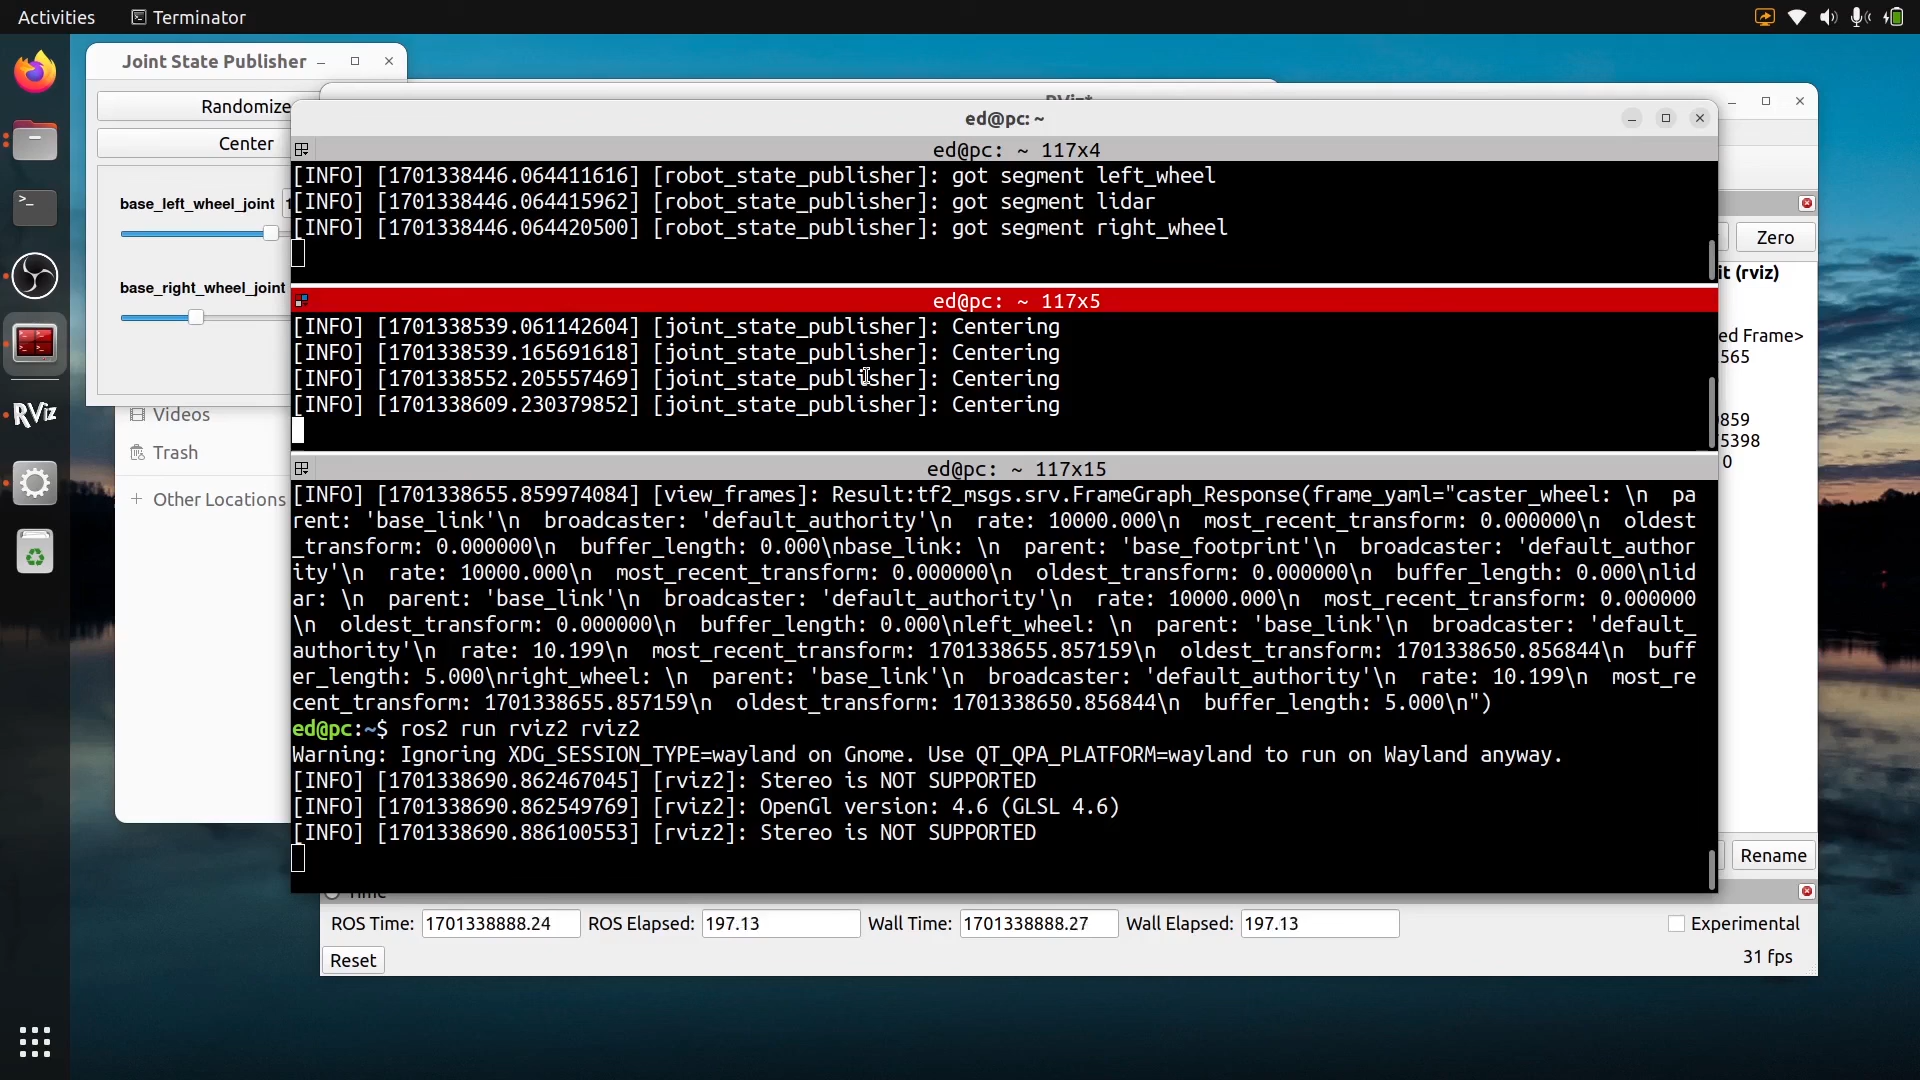 Activities
Terminator
Joint State Publisher
Randomize
Center
base_left_wheel_joint
base_right_wheel_joint
Videos
Trash
Other Locations
RViz
ed@pc: ~
ed@pc: ~ 117x4
[INFO] [1701338446.064411616] [robot_state_publisher]: got segment left_wheel
[INFO] [1701338446.064415962] [robot_state_publisher]: got segment lidar
[INFO] [1701338446.064420500] [robot_state_publisher]: got segment right_wheel
ed@pc: ~ 117x5
[INFO] [1701338539.061142604] [joint_state_publisher]: Centering
[INFO] [1701338539.165691618] [joint_state_publisher]: Centering
[INFO] [1701338552.205557469] [joint_state_publisher]: Centering
[INFO] [1701338609.230379852] [joint_state_publisher]: Centering
ed@pc: ~ 117x15
[INFO] [1701338655.859974084] [view_frames]: Result:tf2_msgs.srv.FrameGraph_Response(frame_yaml="caster_wheel: \n  pa
rent: 'base_link'\n  broadcaster: 'default_authority'\n  rate: 10000.000\n  most_recent_transform: 0.000000\n  oldest
_transform: 0.000000\n  buffer_length: 0.000\nbase_link: \n  parent: 'base_footprint'\n  broadcaster: 'default_author
ity'\n  rate: 10000.000\n  most_recent_transform: 0.000000\n  oldest_transform: 0.000000\n  buffer_length: 0.000\nlid
ar: \n  parent: 'base_link'\n  broadcaster: 'default_authority'\n  rate: 10000.000\n  most_recent_transform: 0.000000
\n  oldest_transform: 0.000000\n  buffer_length: 0.000\nleft_wheel: \n  parent: 'base_link'\n  broadcaster: 'default_
authority'\n  rate: 10.199\n  most_recent_transform: 1701338655.857159\n  oldest_transform: 1701338650.856844\n  buff
er_length: 5.000\nright_wheel: \n  parent: 'base_link'\n  broadcaster: 'default_authority'\n  rate: 10.199\n  most_re
cent_transform: 1701338655.857159\n  oldest_transform: 1701338650.856844\n  buffer_length: 5.000\n")
ed@pc:~$ ros2 run rviz2 rviz2
Warning: Ignoring XDG_SESSION_TYPE=wayland on Gnome. Use QT_QPA_PLATFORM=wayland to run on Wayland anyway.
[INFO] [1701338690.862467045] [rviz2]: Stereo is NOT SUPPORTED
[INFO] [1701338690.862549769] [rviz2]: OpenGl version: 4.6 (GLSL 4.6)
[INFO] [1701338690.886100553] [rviz2]: Stereo is NOT SUPPORTED
Zero
it (rviz)
ed Frame>
565
859
5398
0
Rename
ROS Time: 1701338888.24 ROS Elapsed: 197.13 Wall Time: 1701338888.27 Wall Elapsed: 197.13 Experimental
Reset
31 fps